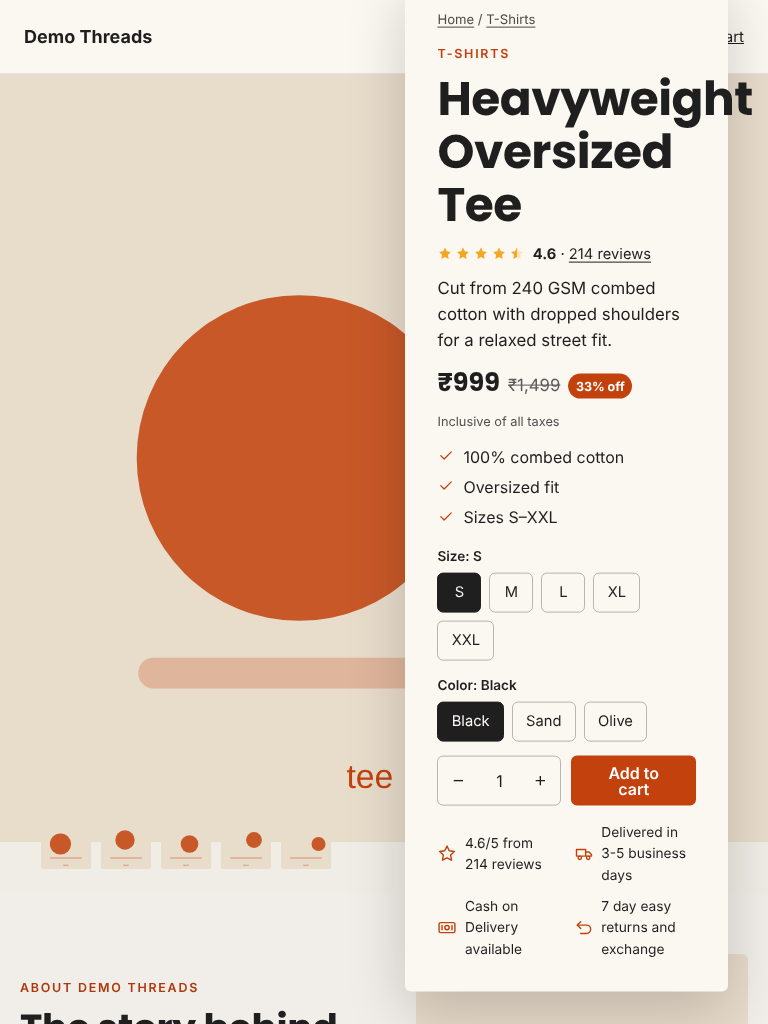 Demo Threads
art
Home / T-Shirts
T-SHIRTS
Heavyweight
Oversized
Tee
4.6 · 214 reviews
Cut from 240 GSM combed
cotton with dropped shoulders
for a relaxed street fit.
₹999 ₹1,499 33% off
Inclusive of all taxes
100% combed cotton
Oversized fit
Sizes S–XXL
Size: S
S M L XL
XXL
Color: Black
Black Sand Olive
− 1 + Add to
cart
4.6/5 from
214 reviews
Delivered in
3-5 business
days
Cash on
Delivery
available
7 day easy
returns and
exchange
tee
ABOUT DEMO THREADS
The story behind